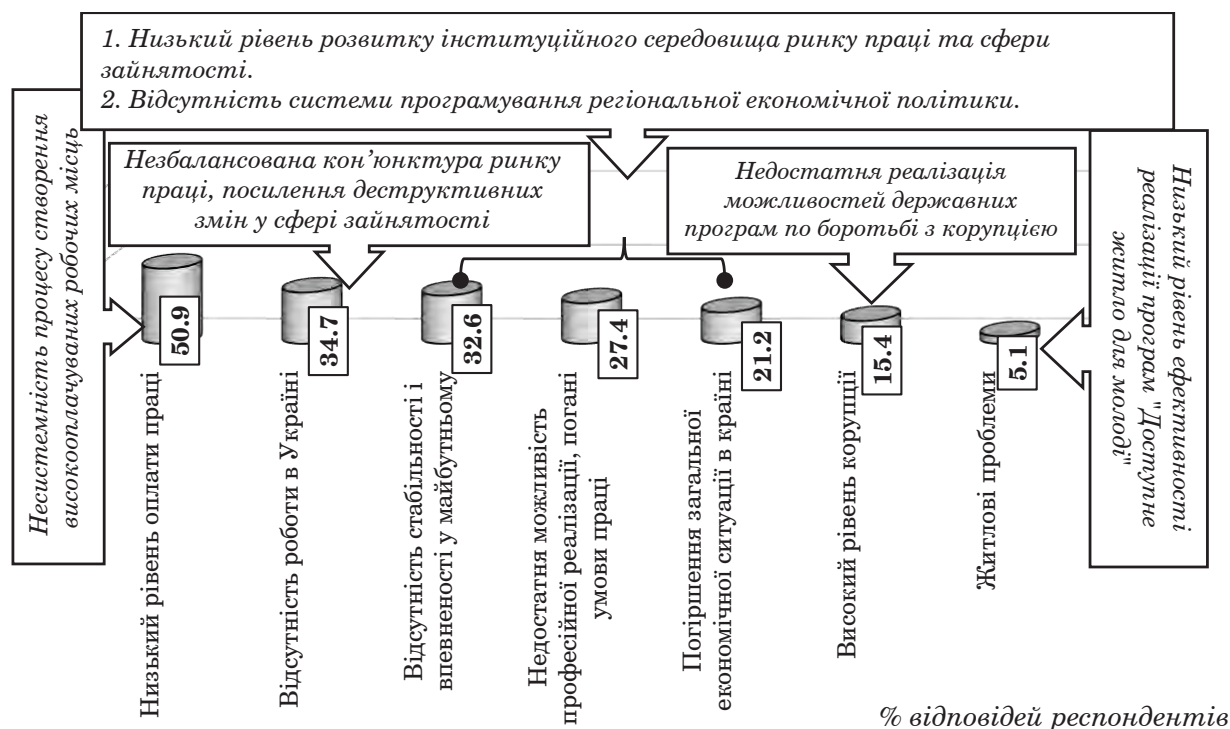 1. Низький рівень розвитку інституційного середовища ринку праці та сфери
зайнятості.
2. Відсутність системи програмування регіональної економічної політики.
Несистемність процесу створення
високооплачуваних робочих місць
Незбалансована кон’юнктура ринку
праці, посилення деструктивних
змін у сфері зайнятості
Недостатня реалізація
можливостей державних
програм по боротьбі з корупцією
Низький рівень ефективності
реалізації програм "Доступне
житло для молоді"
50.9
34.7
32.6
27.4
21.2
15.4
5.1
Низький рівень оплати праці
Відсутність роботи в Україні
Відсутність стабільності і
впевненості у майбутньому
Недостатня можливість
професійної реалізації, погані
умови праці
Погіршення загальної
економічної ситуації в країні
Високий рівень корупції
Житлові проблеми
% відповідей респондентів